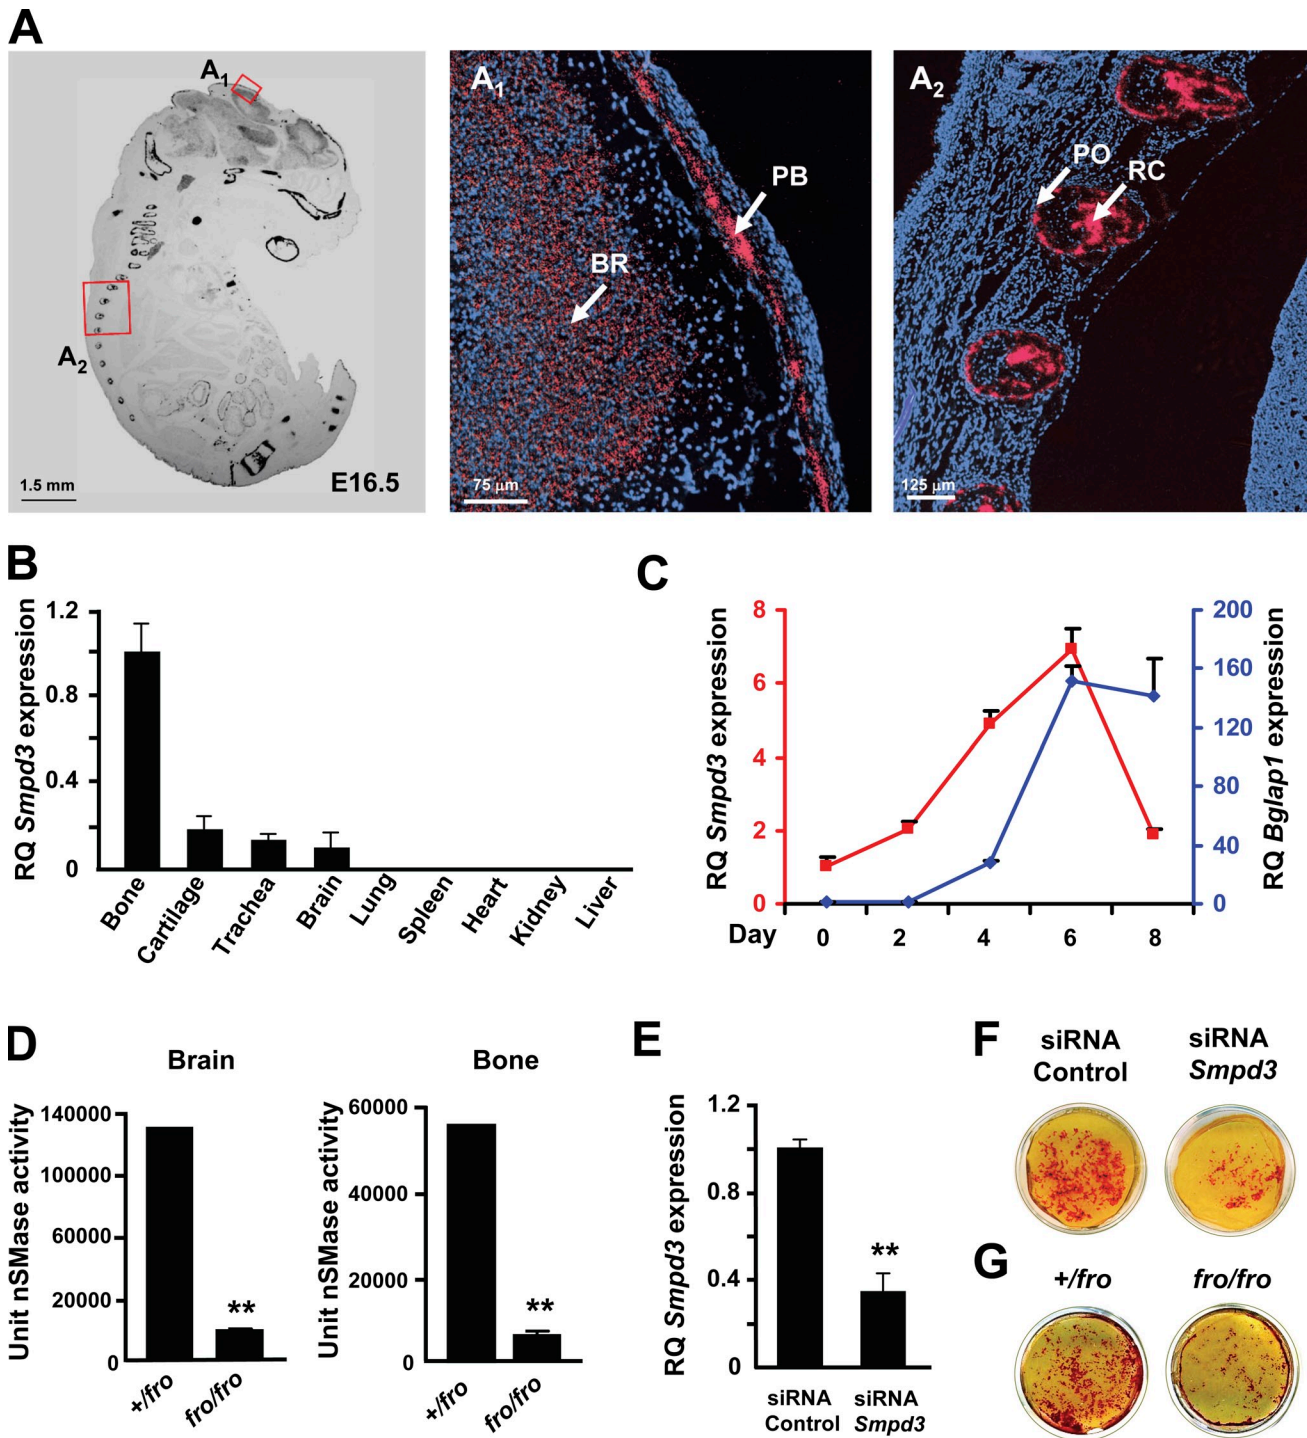 A
A1
A2
1.5 mm
E16.5
A1
BR
PB
75 μm
A2
PO
RC
125 μm
B
RQ Smpd3 expression
1.2
0.8
0.4
0
Bone
Cartilage
Trachea
Brain
Lung
Spleen
Heart
Kidney
Liver
C
RQ Smpd3 expression
8
6
4
2
0
200
160
120
80
40
0
RQ Bglap1 expression
Day 0 2 4 6 8
D
Brain
Unit nSMase activity
140000
100000
60000
20000
0
**
+/fro
fro/fro
Bone
Unit nSMase activity
60000
40000
20000
0
**
+/fro
fro/fro
E
RQ Smpd3 expression
1.2
0.8
0.4
0
**
siRNA
Control
siRNA
Smpd3
F
siRNA
Control
siRNA
Smpd3
G
+/fro
fro/fro